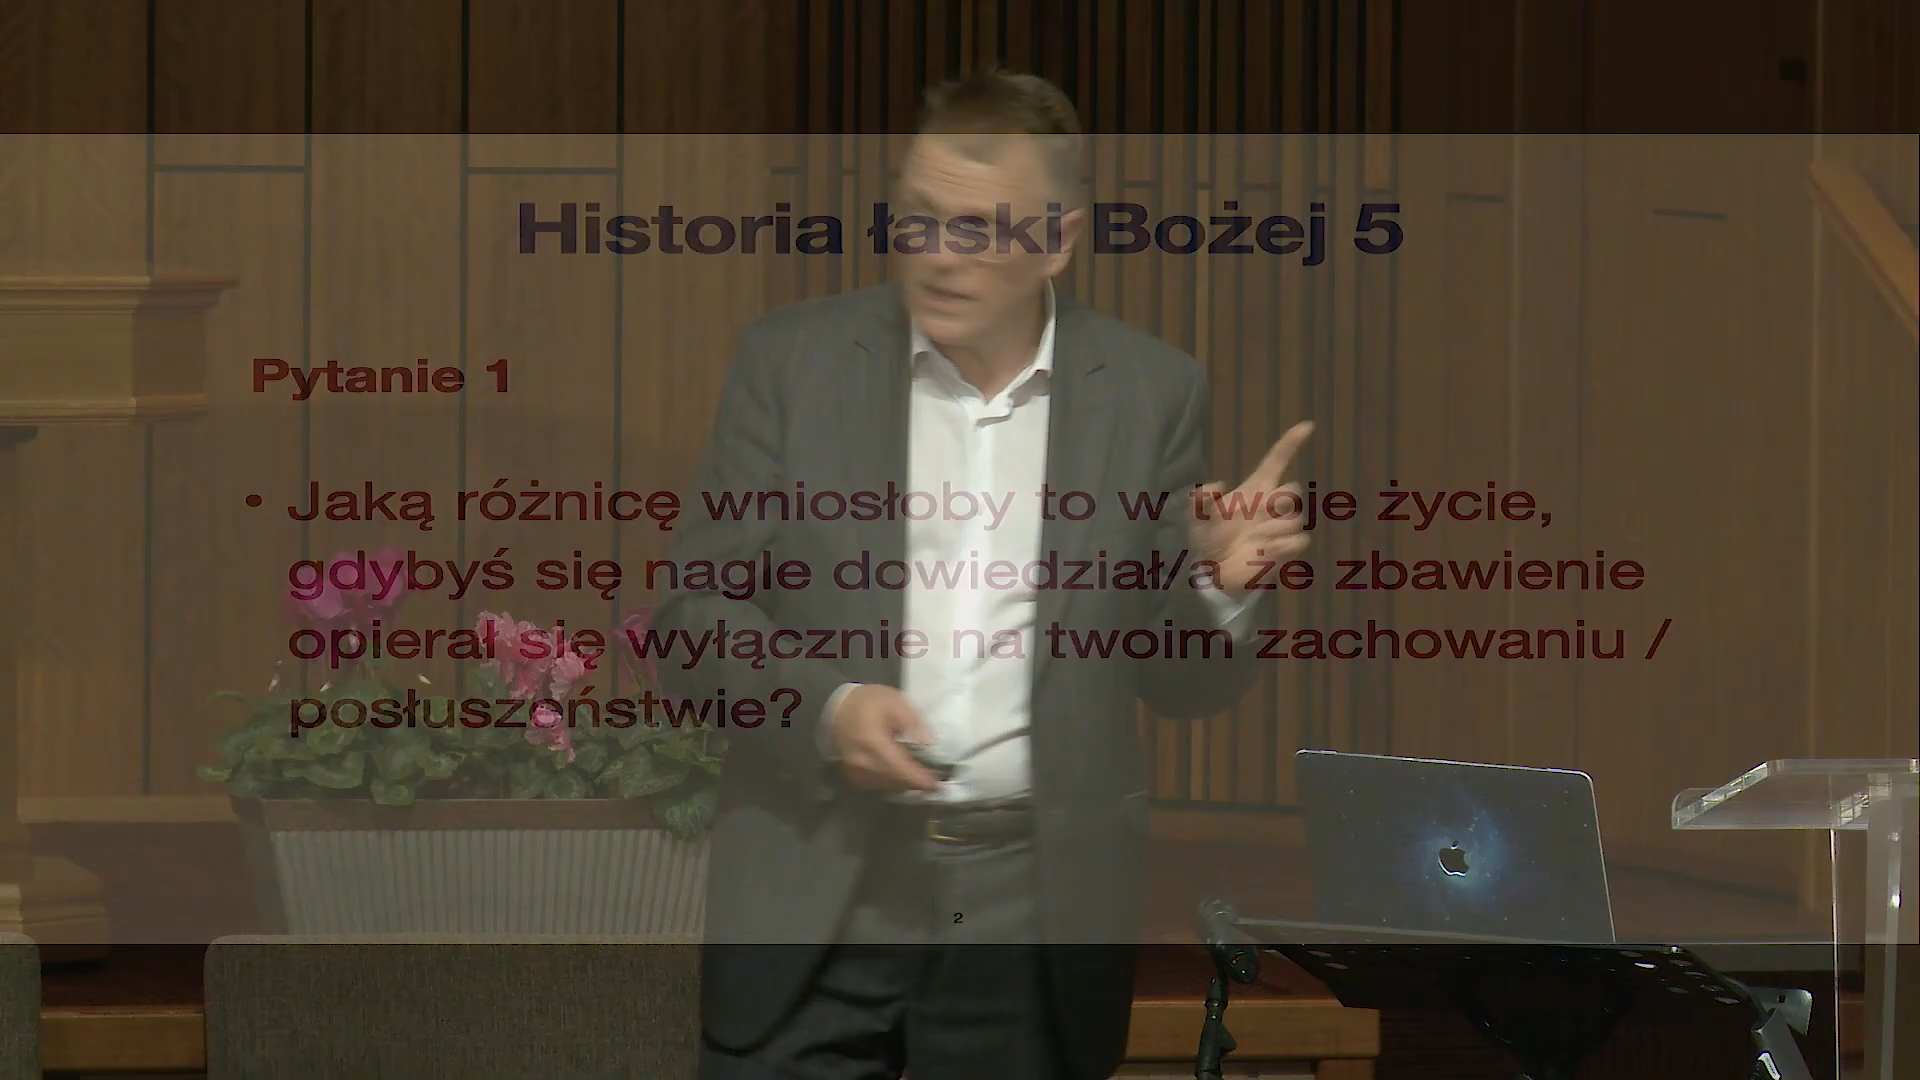 Historia łaski Bożej 5
Pytanie 1
• Jaką różnicę wniosłoby to w twoje życie,
gdybyś się nagle dowiedział/a że zbawienie
opierał się wyłącznie na twoim zachowaniu /
posłuszeństwie?
2